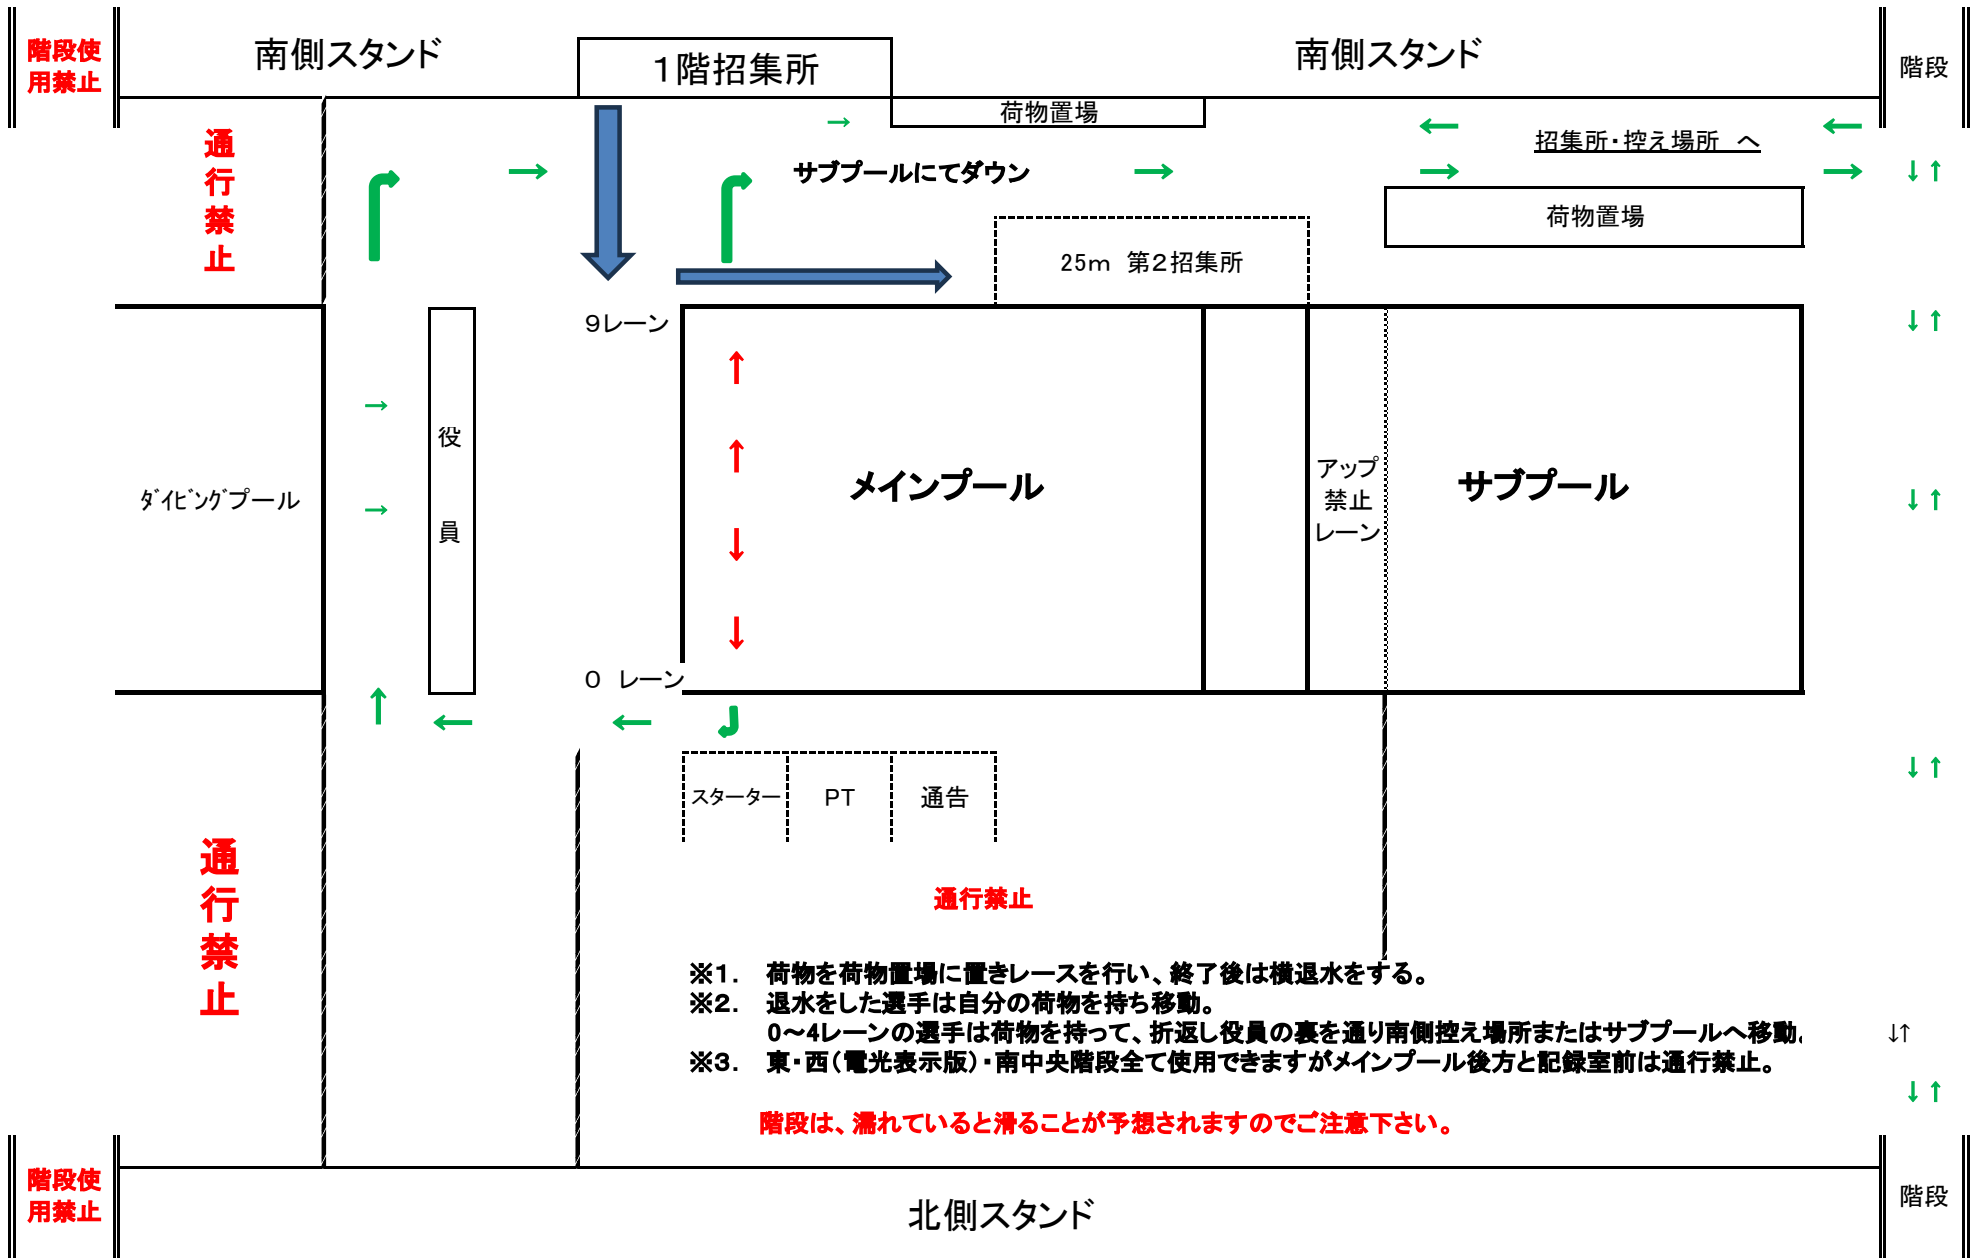 階段使
用禁止
南側スタンド
1階招集所
南側スタンド
階段
荷物置場
招集所・控え場所 へ
通
行
禁
止
→
←
←
→
サブプールにてダウン
→
→
→
↓↑
荷物置場
25m 第2招集所
9レーン
↓↑
↑
→
役
員
↑
メインプール
アップ
禁止
レーン
サブプール
ダイビングプール
→
↓↑
↓
↓
0 レーン
↑
←
←
↓↑
スターター
PT
通告
通
行
禁
止
通行禁止
※1. 荷物を荷物置場に置きレースを行い、終了後は横退水をする。
※2. 退水をした選手は自分の荷物を持ち移動。
0～4レーンの選手は荷物を持って、折返し役員の裏を通り南側控え場所またはサブプールへ移動。
↓↑
※3. 東・西（電光表示版）・南中央階段全て使用できますがメインプール後方と記録室前は通行禁止。
↓↑
階段は、濡れていると滑ることが予想されますのでご注意下さい。
階段使
用禁止
北側スタンド
階段